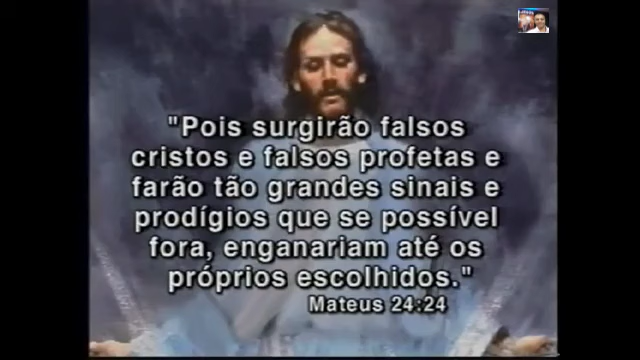 "Pois surgirão falsos
cristos e falsos profetas e
farão tão grandes sinais e
prodígios que se possível
fora, enganariam até os
próprios escolhidos."
Mateus 24:24